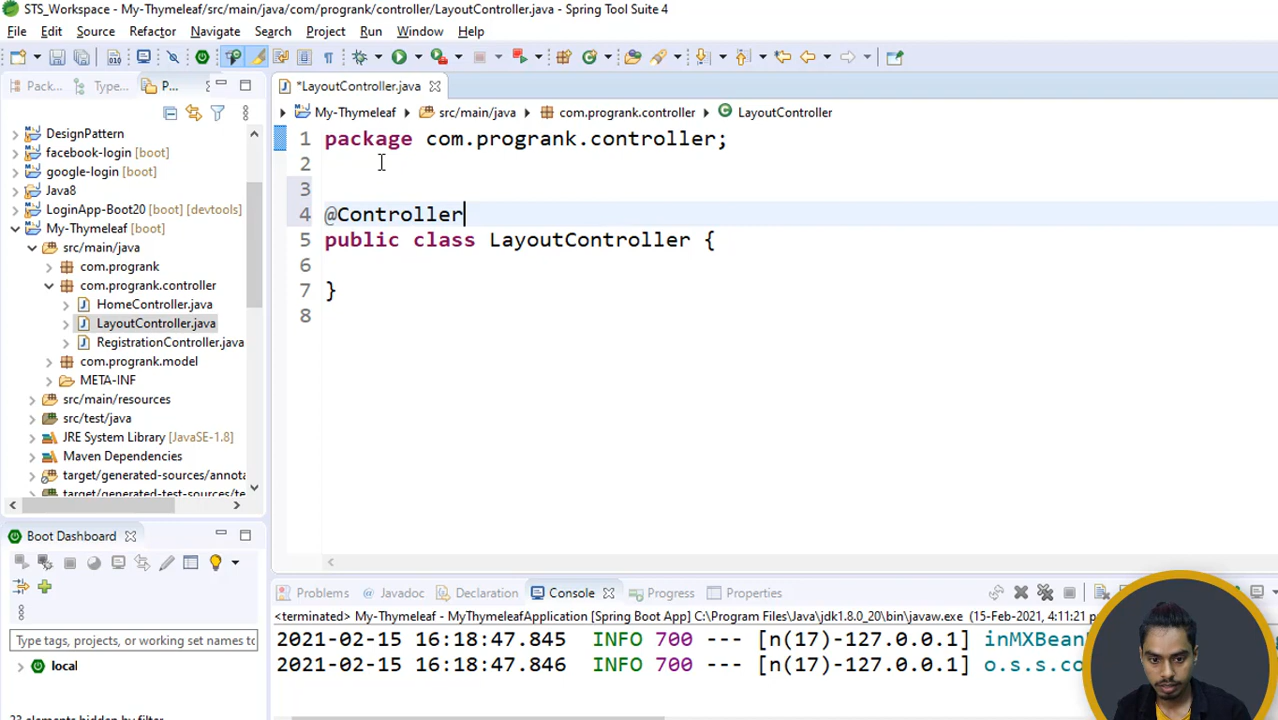 STS_Workspace - My-Thymeleaf/src/main/java/com/progrank/controller/LayoutController.java - Spring Tool Suite 4
File Edit Source Refactor Navigate Search Project Run Window Help
Pack... Type... P...
*LayoutController.java
My-Thymeleaf src/main/java com.progrank.controller LayoutController
DesignPattern
facebook-login [boot]
google-login [boot]
Java8
LoginApp-Boot20 [boot] [devtools]
My-Thymeleaf [boot]
src/main/java
com.progrank
com.progrank.controller
HomeController.java
LayoutController.java
RegistrationController.java
com.progrank.model
META-INF
src/main/resources
src/test/java
JRE System Library [JavaSE-1.8]
Maven Dependencies
target/generated-sources/annota
target/generated-test-sources/te
1 package com.progrank.controller;
2
3
4 @Controller
5 public class LayoutController {
6
7 }
8
Boot Dashboard
Type tags, projects, or working set names to
local
23 elements hidden by filter
Problems @ Javadoc Declaration Console Progress Properties
<terminated> My-Thymeleaf - MyThymeleafApplication [Spring Boot App] C:\Program Files\Java\jdk1.8.0_20\bin\javaw.exe (15-Feb-2021, 4:11:21
2021-02-15 16:18:47.845 INFO 700 --- [n(17)-127.0.0.1] inMXBean
2021-02-15 16:18:47.846 INFO 700 --- [n(17)-127.0.0.1] o.s.s.co